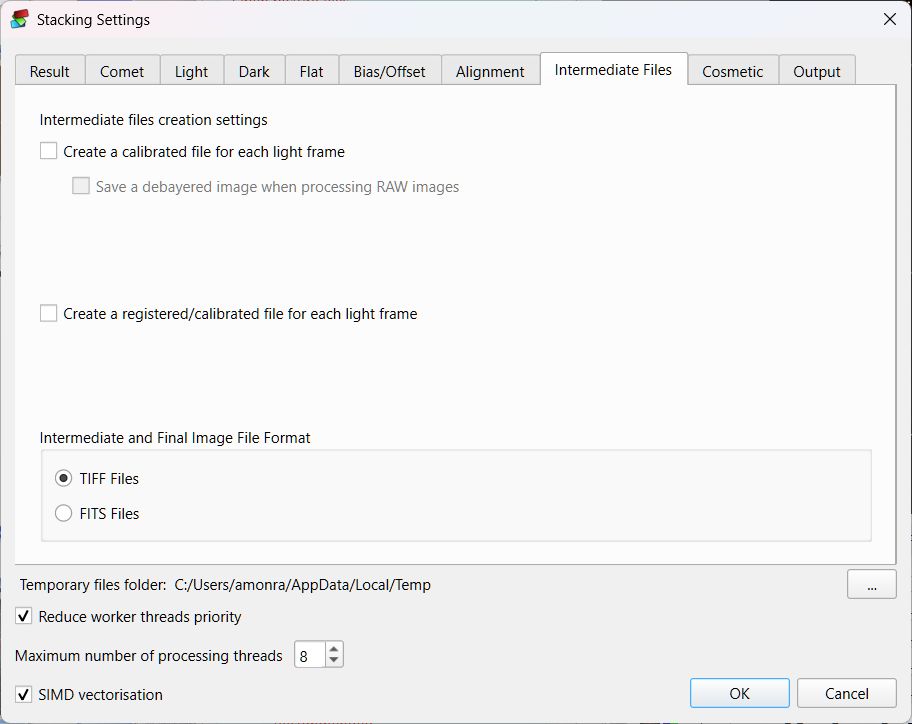 Stacking Settings
Result Comet Light Dark Flat Bias/Offset Alignment Intermediate Files Cosmetic Output
Intermediate files creation settings
Create a calibrated file for each light frame
Save a debayered image when processing RAW images
Create a registered/calibrated file for each light frame
Intermediate and Final Image File Format
TIFF Files
FITS Files
Temporary files folder: C:/Users/amonra/AppData/Local/Temp ...
Reduce worker threads priority
Maximum number of processing threads 8
SIMD vectorisation
OK Cancel